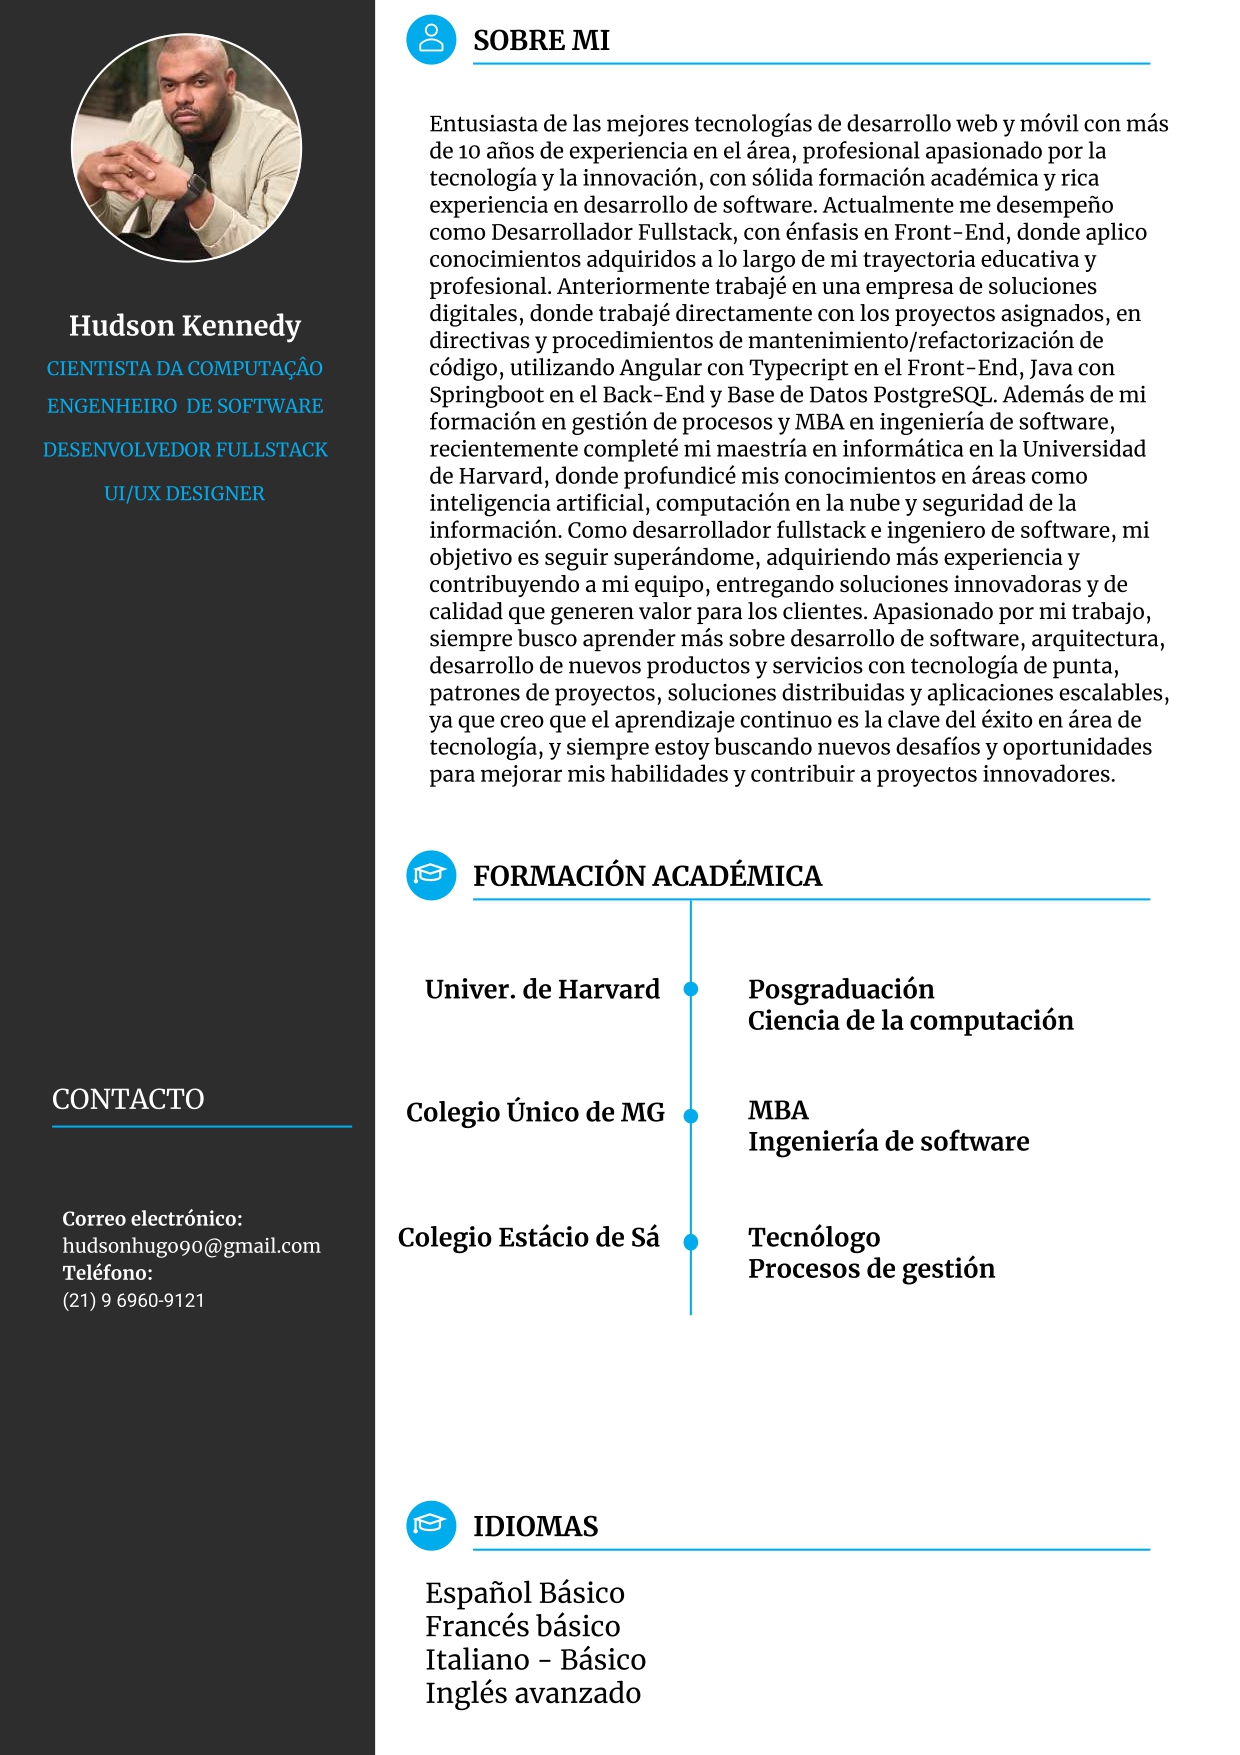 Hudson Kennedy
CIENTISTA DA COMPUTAÇÂO
ENGENHEIRO  DE SOFTWARE
DESENVOLVEDOR FULLSTACK
UI/UX DESIGNER
CONTACTO
Correo electrónico:
hudsonhugo90@gmail.com
Teléfono:
(21) 9 6960-9121
SOBRE MI
Entusiasta de las mejores tecnologías de desarrollo web y móvil con más
de 10 años de experiencia en el área, profesional apasionado por la
tecnología y la innovación, con sólida formación académica y rica
experiencia en desarrollo de software. Actualmente me desempeño
como Desarrollador Fullstack, con énfasis en Front-End, donde aplico
conocimientos adquiridos a lo largo de mi trayectoria educativa y
profesional. Anteriormente trabajé en una empresa de soluciones
digitales, donde trabajé directamente con los proyectos asignados, en
directivas y procedimientos de mantenimiento/refactorización de
código, utilizando Angular con Typecript en el Front-End, Java con
Springboot en el Back-End y Base de Datos PostgreSQL. Además de mi
formación en gestión de procesos y MBA en ingeniería de software,
recientemente completé mi maestría en informática en la Universidad
de Harvard, donde profundicé mis conocimientos en áreas como
inteligencia artificial, computación en la nube y seguridad de la
información. Como desarrollador fullstack e ingeniero de software, mi
objetivo es seguir superándome, adquiriendo más experiencia y
contribuyendo a mi equipo, entregando soluciones innovadoras y de
calidad que generen valor para los clientes. Apasionado por mi trabajo,
siempre busco aprender más sobre desarrollo de software, arquitectura,
desarrollo de nuevos productos y servicios con tecnología de punta,
patrones de proyectos, soluciones distribuidas y aplicaciones escalables,
ya que creo que el aprendizaje continuo es la clave del éxito en área de
tecnología, y siempre estoy buscando nuevos desafíos y oportunidades
para mejorar mis habilidades y contribuir a proyectos innovadores.
FORMACIÓN ACADÉMICA
Univer. de Harvard
Posgraduación
Ciencia de la computación
Colegio Único de MG
MBA
Ingeniería de software
Colegio Estácio de Sá
Tecnólogo
Procesos de gestión
IDIOMAS
Español Básico
Francés básico
Italiano - Básico
Inglés avanzado